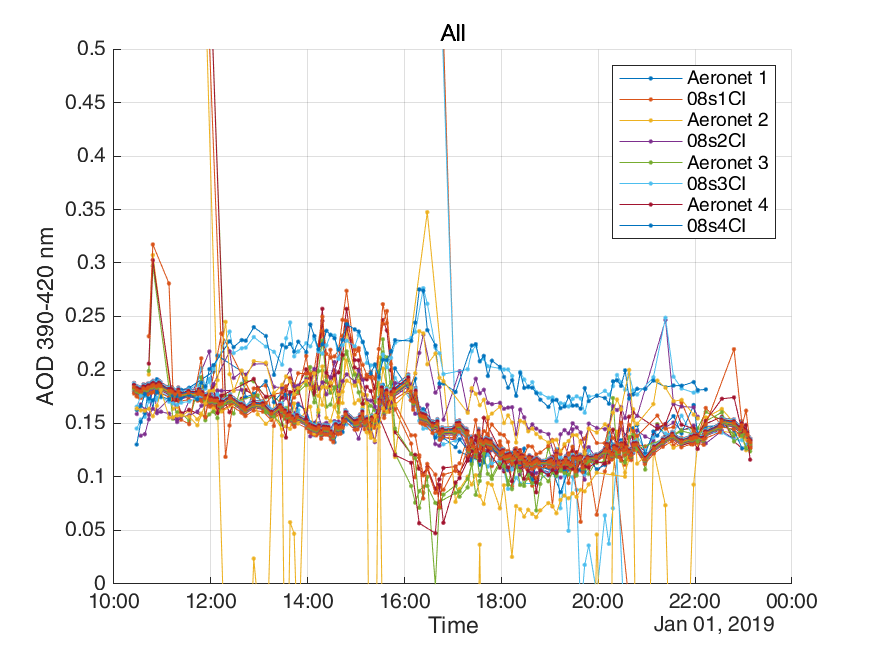 All
0.5
0.45
0.4
0.35
0.3
0.25
0.2
0.15
0.1
0.05
0
AOD 390-420 nm
Aeronet 1
08s1CI
Aeronet 2
08s2CI
Aeronet 3
08s3CI
Aeronet 4
08s4CI
10:00 12:00 14:00 16:00 18:00 20:00 22:00 00:00
Time
Jan 01, 2019